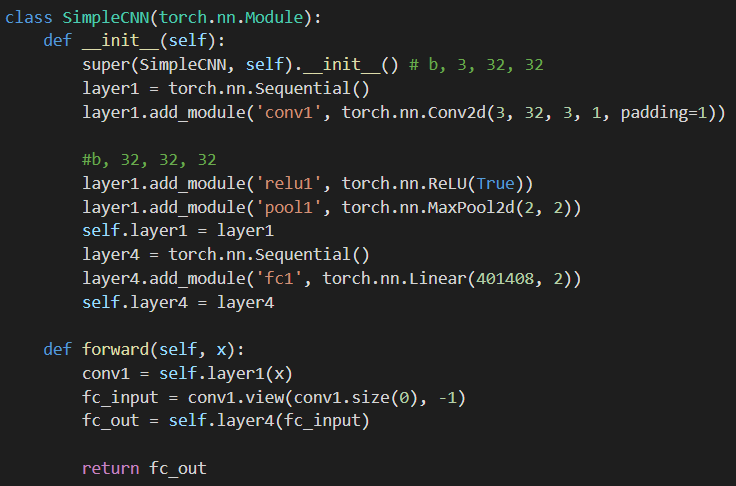 class SimpleCNN(torch.nn.Module):
    def __init__(self):
        super(SimpleCNN, self).__init__() # b, 3, 32, 32
        layer1 = torch.nn.Sequential()
        layer1.add_module('conv1', torch.nn.Conv2d(3, 32, 3, 1, padding=1))

        #b, 32, 32, 32
        layer1.add_module('relu1', torch.nn.ReLU(True))
        layer1.add_module('pool1', torch.nn.MaxPool2d(2, 2))
        self.layer1 = layer1
        layer4 = torch.nn.Sequential()
        layer4.add_module('fc1', torch.nn.Linear(401408, 2))
        self.layer4 = layer4

    def forward(self, x):
        conv1 = self.layer1(x)
        fc_input = conv1.view(conv1.size(0), -1)
        fc_out = self.layer4(fc_input)

        return fc_out